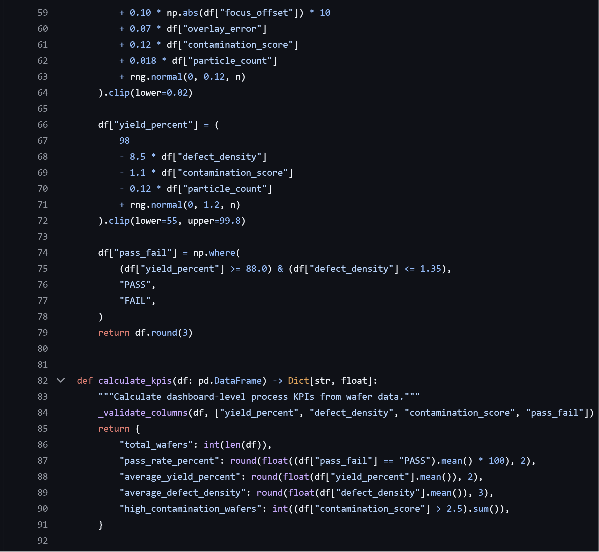 59 + 0.10 * np.abs(df["focus_offset"]) * 10
60 + 0.07 * df["overlay_error"]
61 + 0.12 * df["contamination_score"]
62 + 0.018 * df["particle_count"]
63 + rng.normal(0, 0.12, n)
64 ).clip(lower=0.02)
65
66 df["yield_percent"] = (
67 98
68 - 8.5 * df["defect_density"]
69 - 1.1 * df["contamination_score"]
70 - 0.12 * df["particle_count"]
71 + rng.normal(0, 1.2, n)
72 ).clip(lower=55, upper=99.8)
73
74 df["pass_fail"] = np.where(
75 (df["yield_percent"] >= 88.0) & (df["defect_density"] <= 1.35),
76 "PASS",
77 "FAIL",
78 )
79 return df.round(3)
80
81
82 def calculate_kpis(df: pd.DataFrame) -> Dict[str, float]:
83 """Calculate dashboard-level process KPIs from wafer data."""
84 _validate_columns(df, ["yield_percent", "defect_density", "contamination_score", "pass_fail"])
85 return {
86 "total_wafers": int(len(df)),
87 "pass_rate_percent": round(float((df["pass_fail"] == "PASS").mean() * 100), 2),
88 "average_yield_percent": round(float(df["yield_percent"].mean()), 2),
89 "average_defect_density": round(float(df["defect_density"].mean()), 3),
90 "high_contamination_wafers": int((df["contamination_score"] > 2.5).sum()),
91 }
92